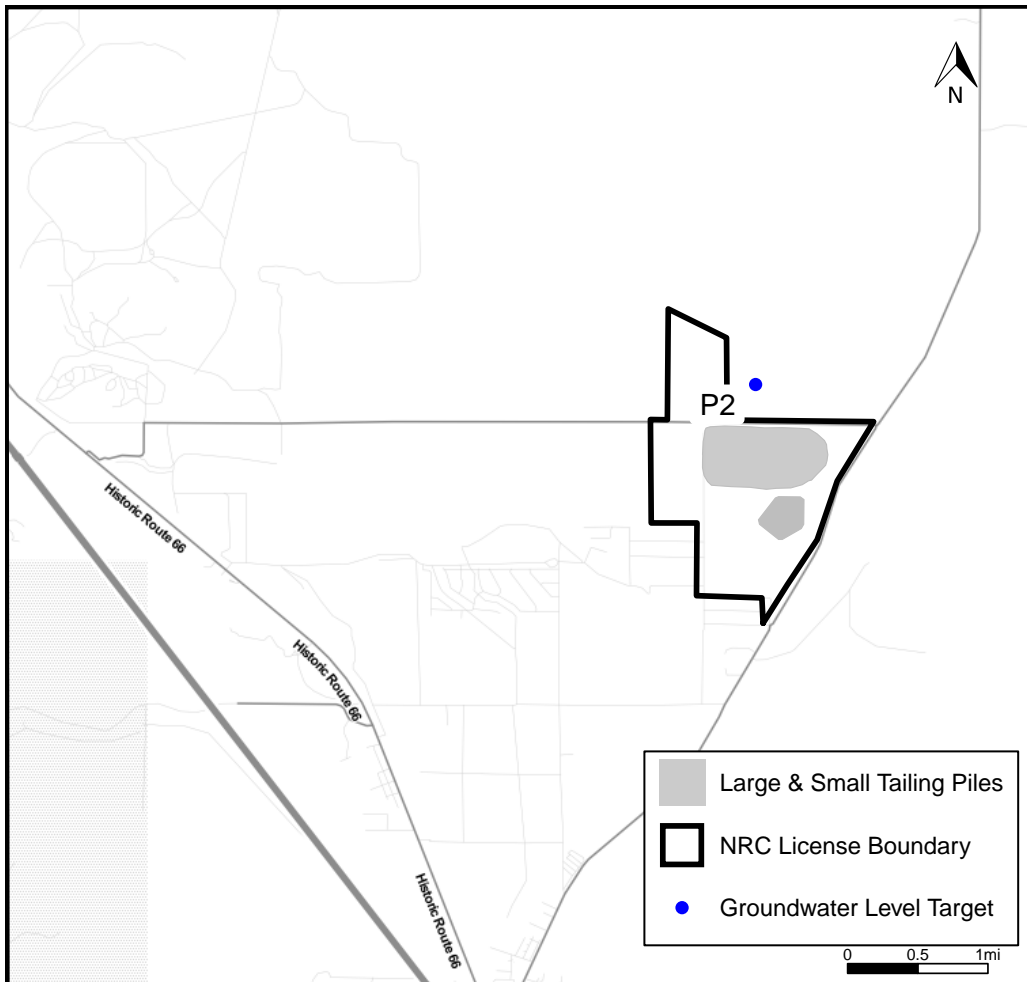 N
P2
Historic Route 66
Historic Route 66
Historic Route 66
Large & Small Tailing Piles
NRC License Boundary
Groundwater Level Target
0 0.5 1mi